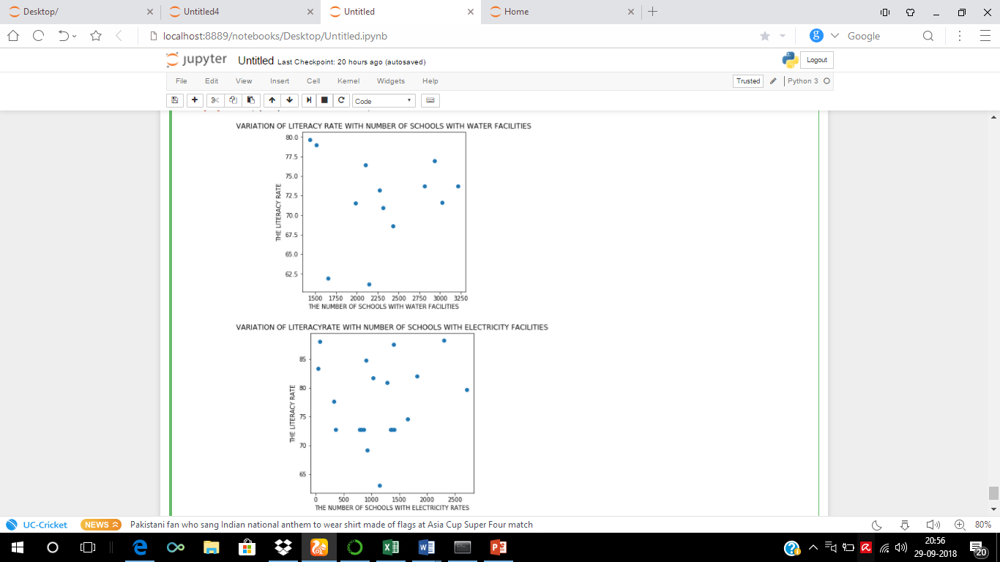 Desktop/ Untitled4 Untitled Home
localhost:8889/notebooks/Desktop/Untitled.ipynb Google
jupyter Untitled Last Checkpoint: 20 hours ago (autosaved) Logout
File Edit View Insert Cell Kernel Widgets Help Trusted Python 3
Code
VARIATION OF LITERACY RATE WITH NUMBER OF SCHOOLS WITH WATER FACILITIES
80.0
77.5
75.0
72.5
70.0
67.5
65.0
62.5
THE LITERACY RATE
1500 1750 2000 2250 2500 2750 3000 3250
THE NUMBER OF SCHOOLS WITH WATER FACILITIES
VARIATION OF LITERACYRATE WITH NUMBER OF SCHOOLS WITH ELECTRICITY FACILITIES
85
80
75
70
65
THE LITERACY RATE
0 500 1000 1500 2000 2500
THE NUMBER OF SCHOOLS WITH ELECTRICITY RATES
UC-Cricket NEWS Pakistani fan who sang Indian national anthem to wear shirt made of flags at Asia Cup Super Four match 80%
20:56
29-09-2018 20